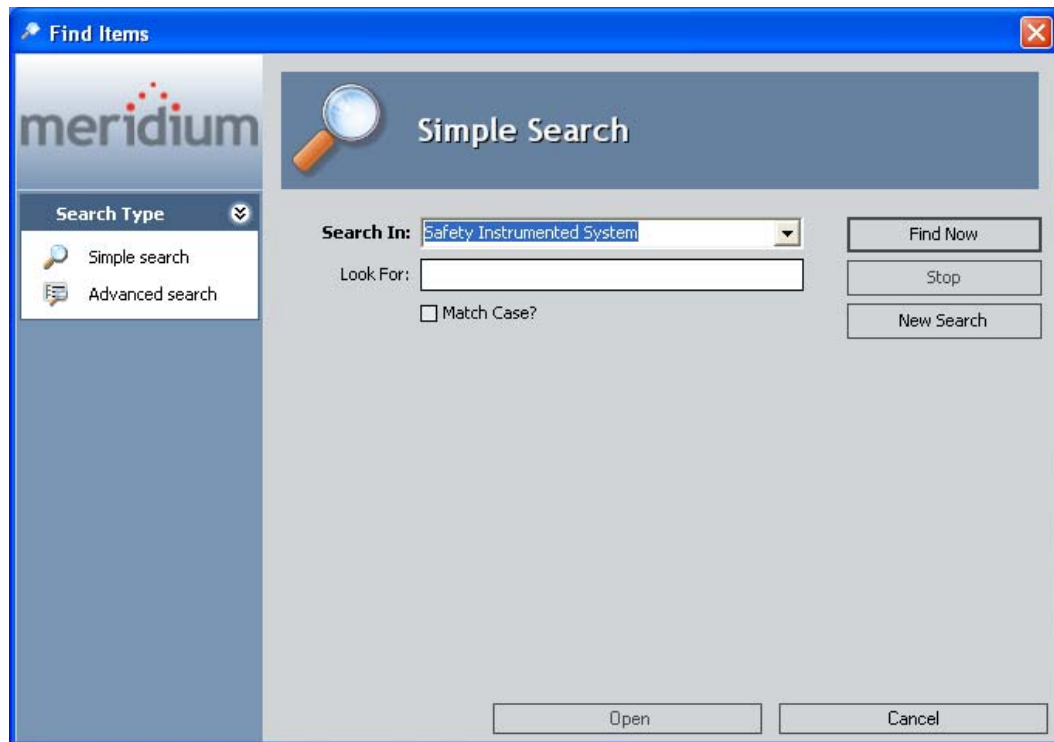 Find Items
meridium
Simple Search
Search Type
Simple search
Advanced search
Search In: Safety Instrumented System
Find Now
Look For:
Stop
Match Case?
New Search
Open
Cancel